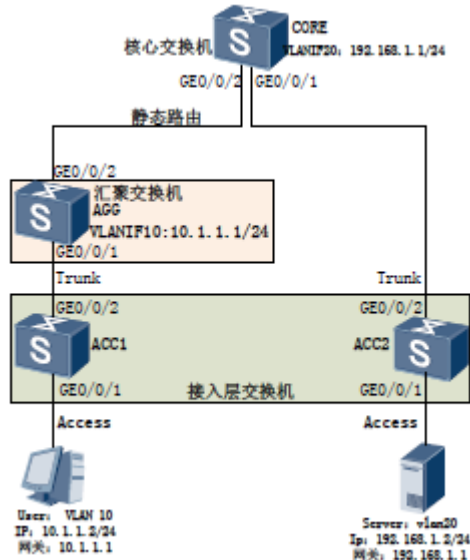 CORE
核心交换机
VLANIF20: 192.168.1.1/24
GE0/0/2 GE0/0/1
静态路由
GE0/0/2
汇聚交换机
AGG
VLANIF10:10.1.1.1/24
GE0/0/1
Trunk Trunk
GE0/0/2 GE0/0/2
ACC1 ACC2
GE0/0/1 接入层交换机 GE0/0/1
Access Access
User: VLAN 10
IP: 10.1.1.2/24
网关: 10.1.1.1
Server: vlan20
Ip: 192.168.1.2/24
网关: 192.168.1.1